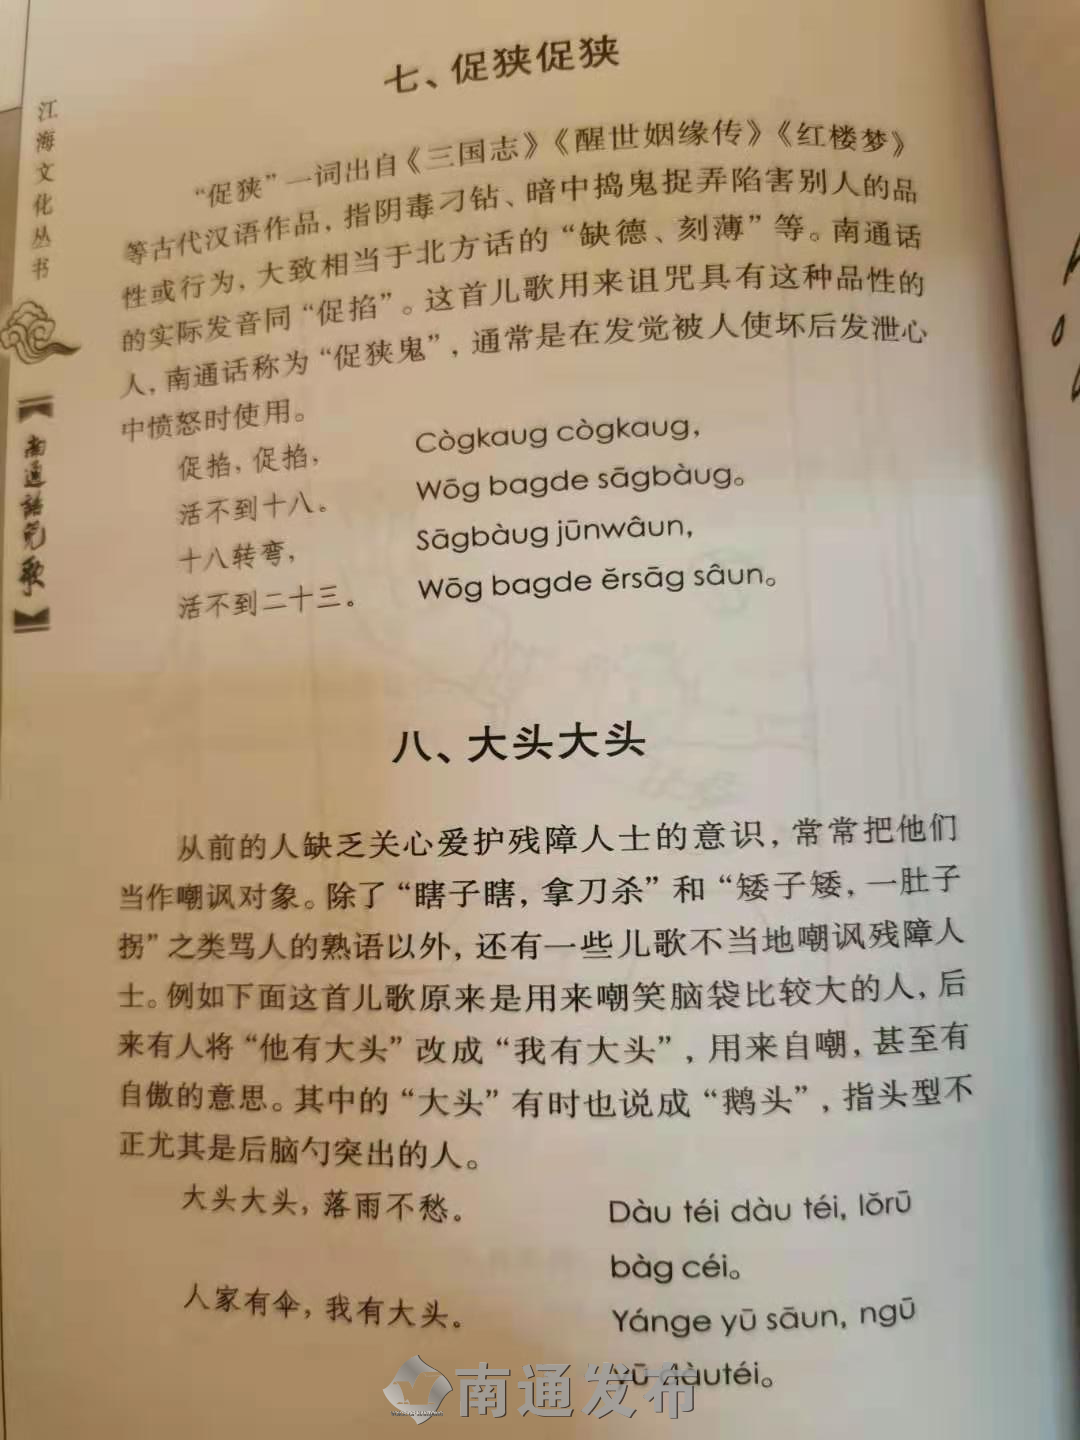 江海文化丛书
南通话儿歌
七、促狭促狭
“促狭”一词出自《三国志》《醒世姻缘传》《红楼梦》
等古代汉语作品，指阴毒刁钻、暗中捣鬼捉弄陷害别人的品
性或行为，大致相当于北方话的“缺德、刻薄”等。南通话
的实际发音同“促掐”。这首儿歌用来诅咒具有这种品性的
人，南通话称为“促狭鬼”，通常是在发觉被人使坏后发泄心
中愤怒时使用。
促掐，促掐，	Cògkaug cògkaug,
活不到十八。	Wōg bagde sāgbàug。
十八转弯，	Sāgbàug jūnwâun,
活不到二十三。	Wōg bagde ĕrsāg sâun。
八、大头大头
从前的人缺乏关心爱护残障人士的意识，常常把他们
当作嘲讽对象。除了“瞎子瞎，拿刀杀”和“矮子矮，一肚子
拐”之类骂人的熟语以外，还有一些儿歌不当地嘲讽残障人
士。例如下面这首儿歌原来是用来嘲笑脑袋比较大的人，后
来有人将“他有大头”改成“我有大头”，用来自嘲，甚至有
自傲的意思。其中的“大头”有时也说成“鹅头”，指头型不
正尤其是后脑勺突出的人。
大头大头，落雨不愁。	Dàu téi dàu téi, lŏrū
bàg céi。
人家有伞，我有大头。	Yánge yū sāun, ngū
yū dàutéi。
南通发布